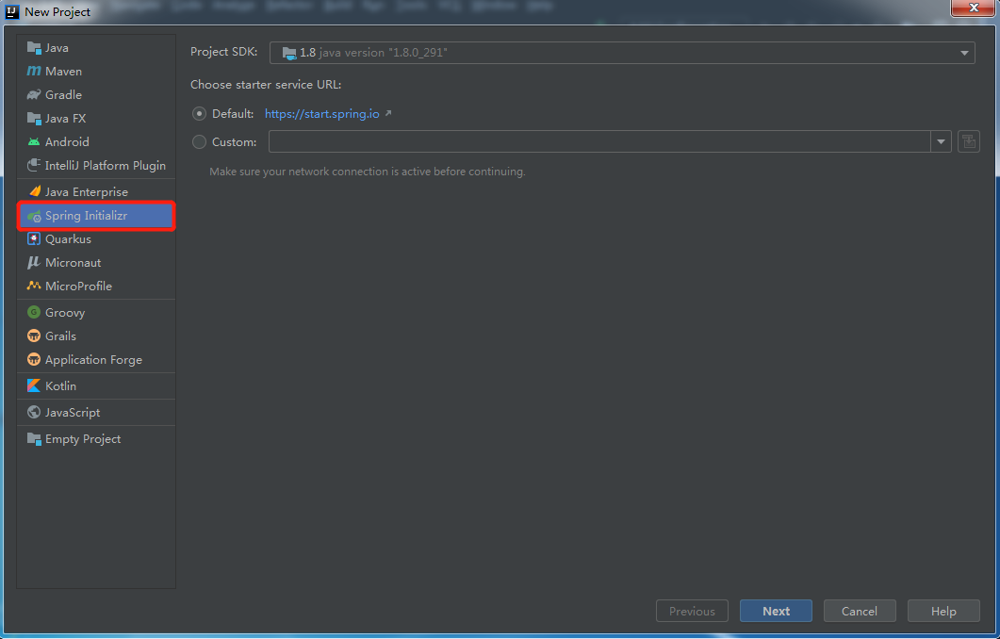 New Project
Java
Maven
Gradle
Java FX
Android
IntelliJ Platform Plugin
Java Enterprise
Spring Initializr
Quarkus
Micronaut
MicroProfile
Groovy
Grails
Application Forge
Kotlin
JavaScript
Empty Project
Project SDK: 1.8 java version "1.8.0_291"
Choose starter service URL:
Default: https://start.spring.io
Custom:
Make sure your network connection is active before continuing.
Previous Next Cancel Help